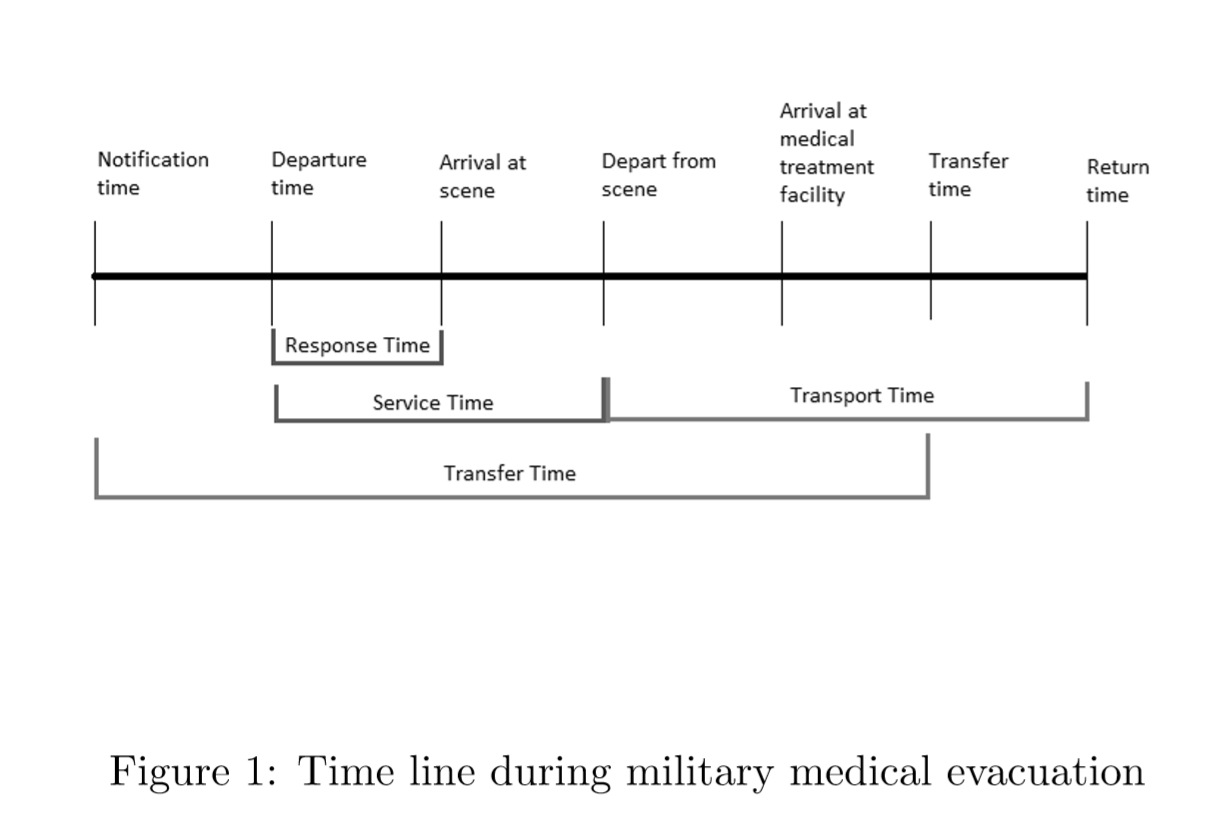 Notification
time
Departure
time
Arrival at
scene
Depart from
scene
Arrival at
medical
treatment
facility
Transfer
time
Return
time
Response Time
Service Time
Transport Time
Transfer Time
Figure 1: Time line during military medical evacuation